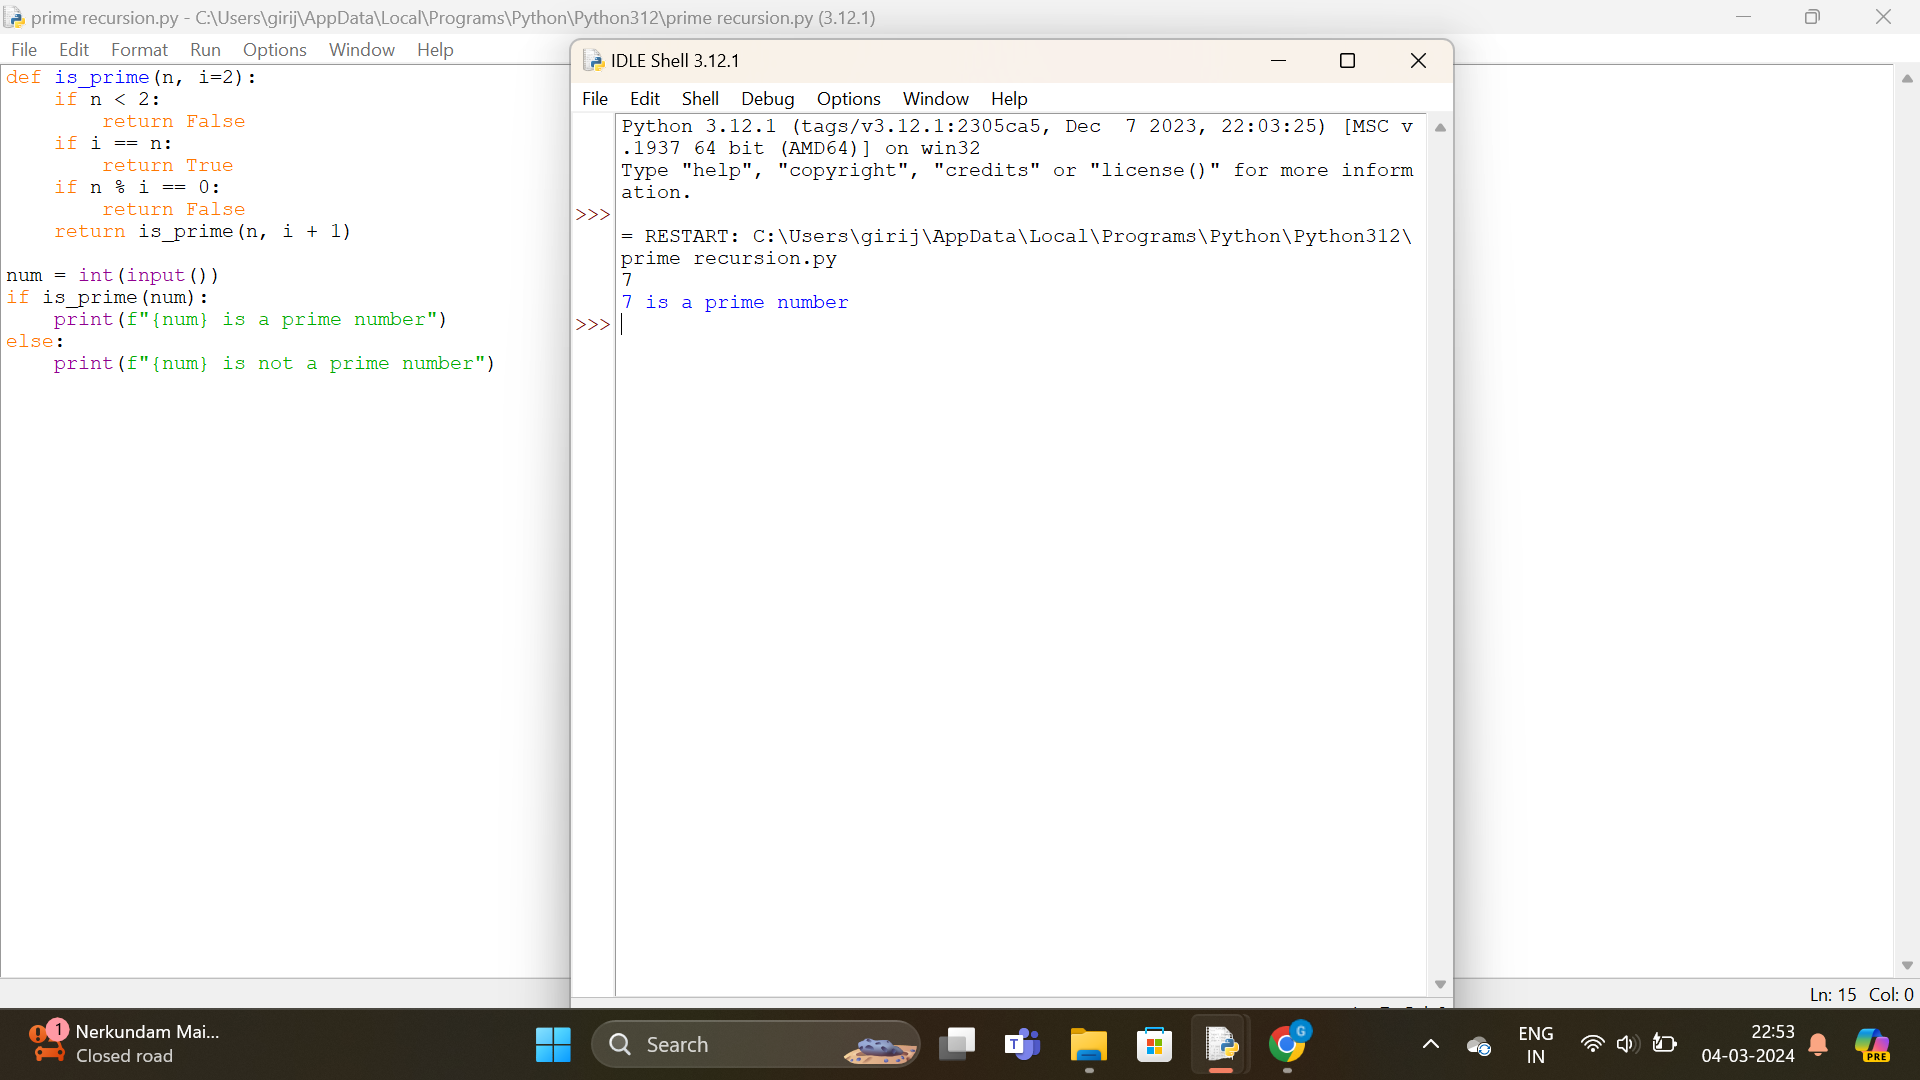 prime recursion.py - C:\Users\girij\AppData\Local\Programs\Python\Python312\prime recursion.py (3.12.1)
File Edit Format Run Options Window Help
def is_prime(n, i=2):
    if n < 2:
        return False
    if i == n:
        return True
    if n % i == 0:
        return False
    return is_prime(n, i + 1)
num = int(input())
if is_prime(num):
    print(f"{num} is a prime number")
else:
    print(f"{num} is not a prime number")
IDLE Shell 3.12.1
File Edit Shell Debug Options Window Help
Python 3.12.1 (tags/v3.12.1:2305ca5, Dec  7 2023, 22:03:25) [MSC v
.1937 64 bit (AMD64)] on win32
Type "help", "copyright", "credits" or "license()" for more inform
ation.
>>>
= RESTART: C:\Users\girij\AppData\Local\Programs\Python\Python312\
prime recursion.py
7
7 is a prime number
>>>
Ln: 15 Col: 0
1
Nerkundam Mai...
Closed road
Search
T
G
ENG
IN
22:53
04-03-2024
PRE